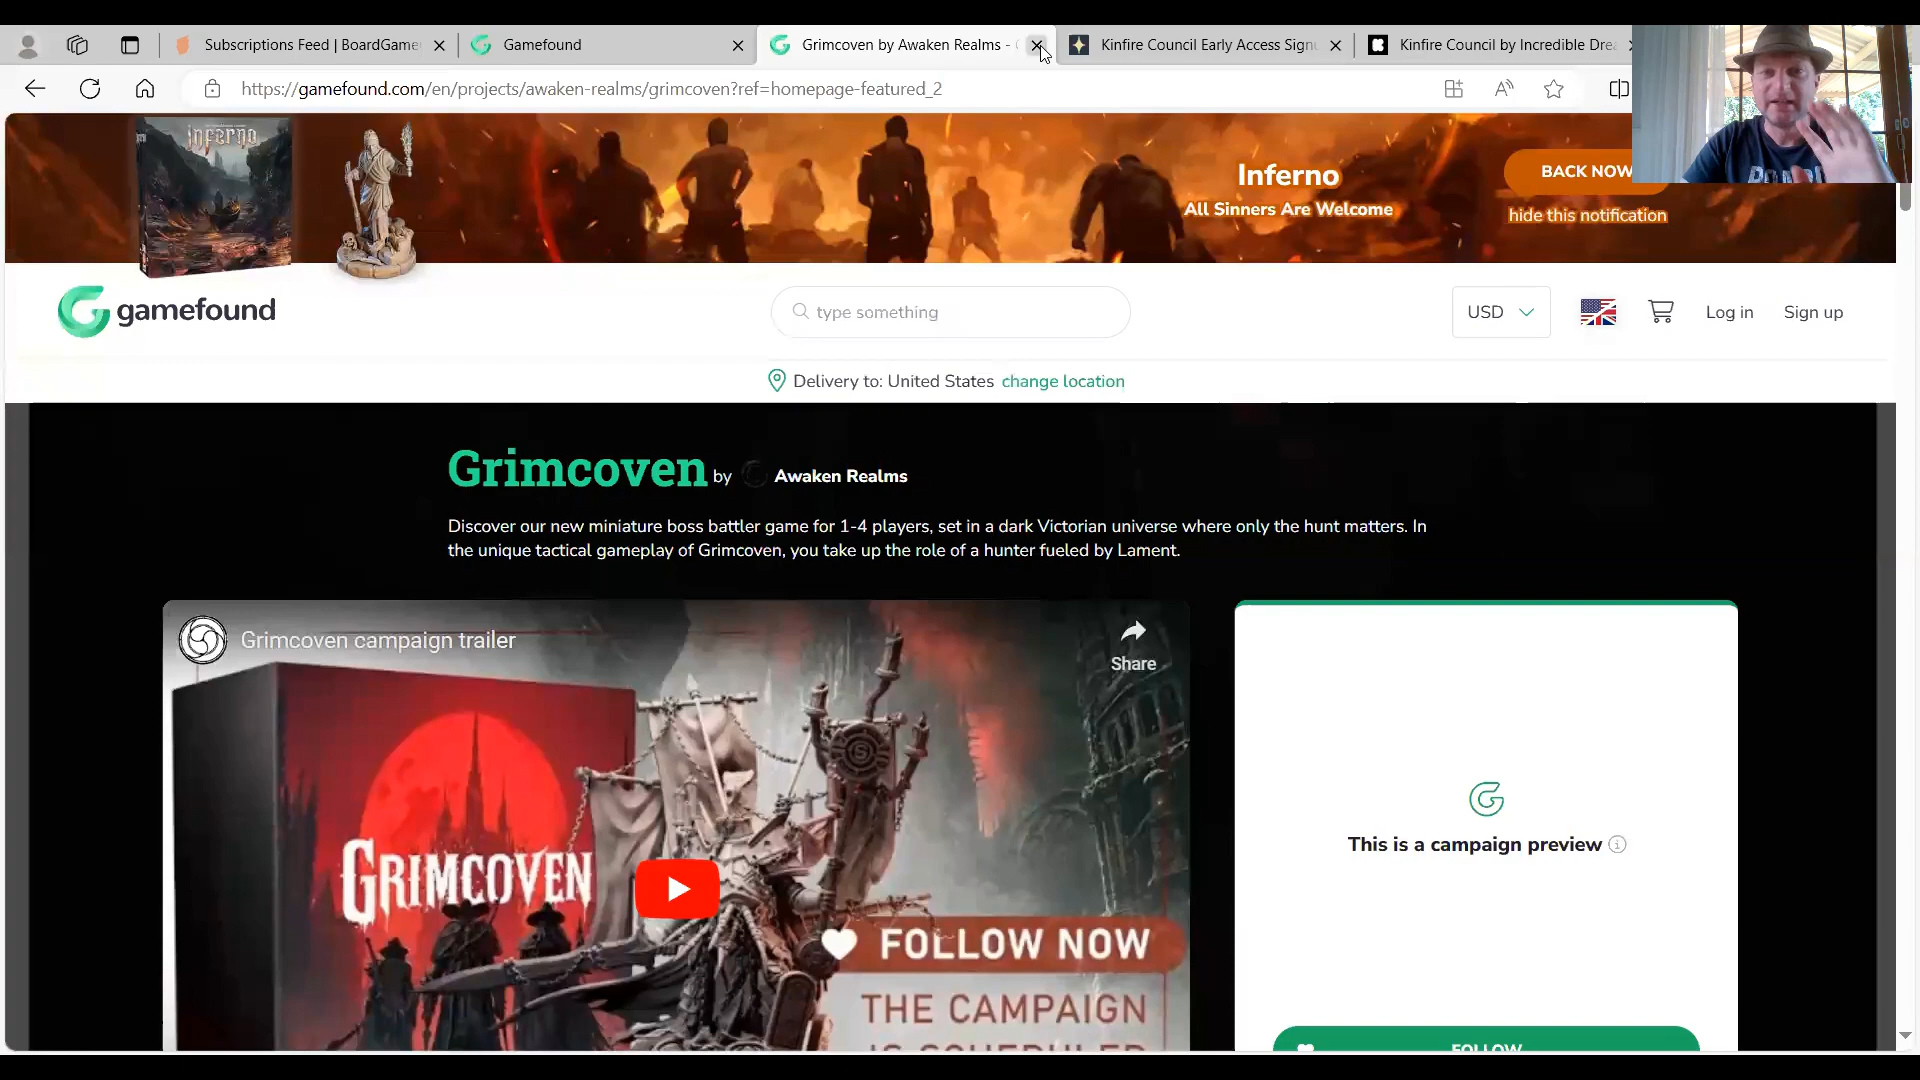 Subscriptions Feed | BoardGame
Gamefound
Grimcoven by Awaken Realms -
Kinfire Council Early Access Sign
Kinfire Council by Incredible Drea
https://gamefound.com/en/projects/awaken-realms/grimcoven?ref=homepage-featured_2
Inferno
Inferno
All Sinners Are Welcome
BACK NOW
hide this notification
gamefound
type something
USD
Log in
Sign up
Delivery to: United States change location
Grimcoven by Awaken Realms
Discover our new miniature boss battler game for 1-4 players, set in a dark Victorian universe where only the hunt matters. In
the unique tactical gameplay of Grimcoven, you take up the role of a hunter fueled by Lament.
Grimcoven campaign trailer
Share
GRIMCOVEN
FOLLOW NOW
THE CAMPAIGN
IS SCHEDULED
This is a campaign preview
FOLLOW